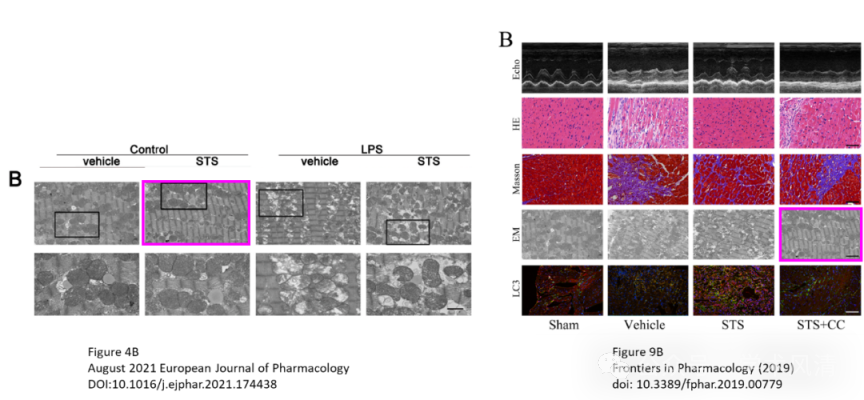 B
Control
LPS
vehicle
STS
vehicle
STS
Figure 4B
August 2021 European Journal of Pharmacology
DOI:10.1016/j.ejphar.2021.174438
B
Echo
HE
Masson
EM
LC3
Sham
Vehicle
STS
STS+CC
Figure 9B
Frontiers in Pharmacology (2019)
doi: 10.3389/fphar.2019.00779